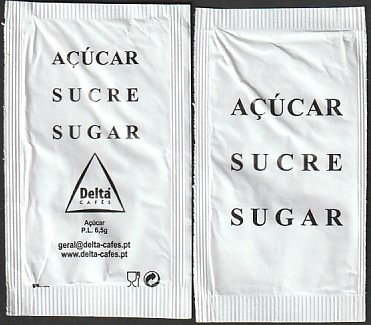 AÇÚCAR
SUCRE
SUGAR
Delta
CAFÉS
Açúcar
P.L. 6,5g
geral@delta-cafes.pt
www.delta-cafes.pt
AÇÚCAR
SUCRE
SUGAR